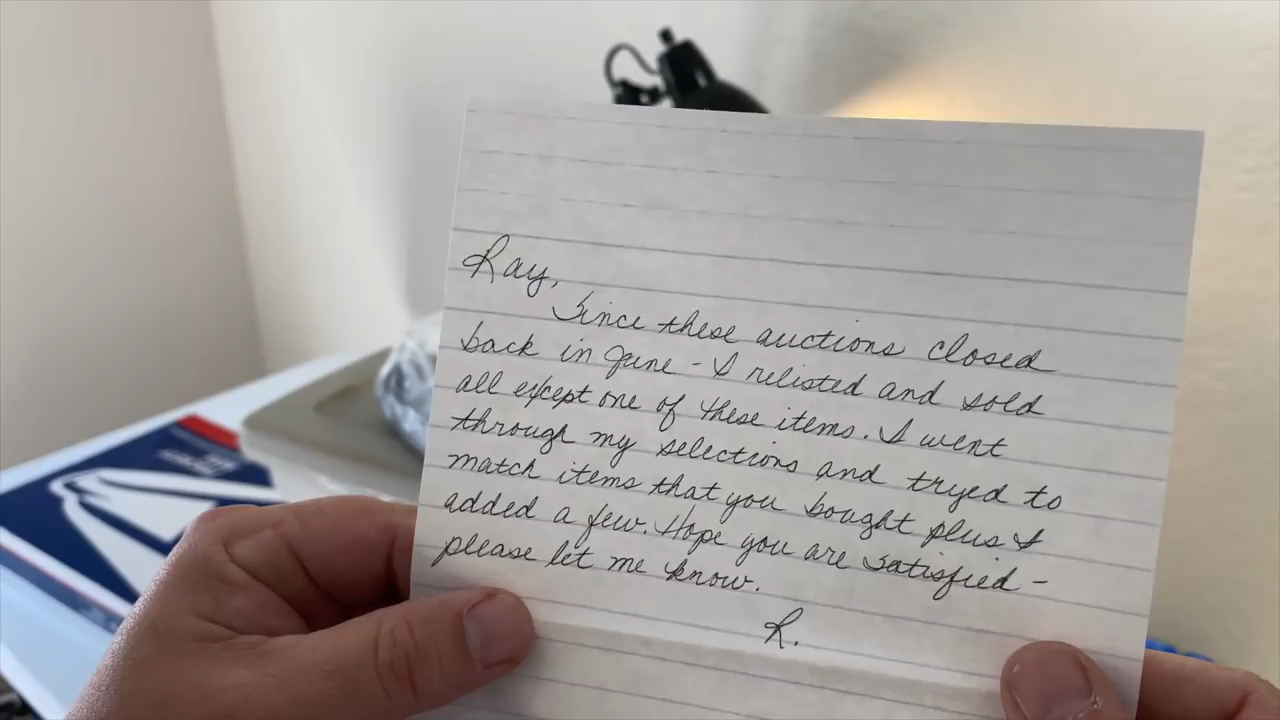 Ray,
Since these auctions closed
back in June - I relisted and sold
all except one of these items. I went
through my selections and tryed to
match items that you bought plus I
added a few. Hope you are satisfied -
please let me know.
R.